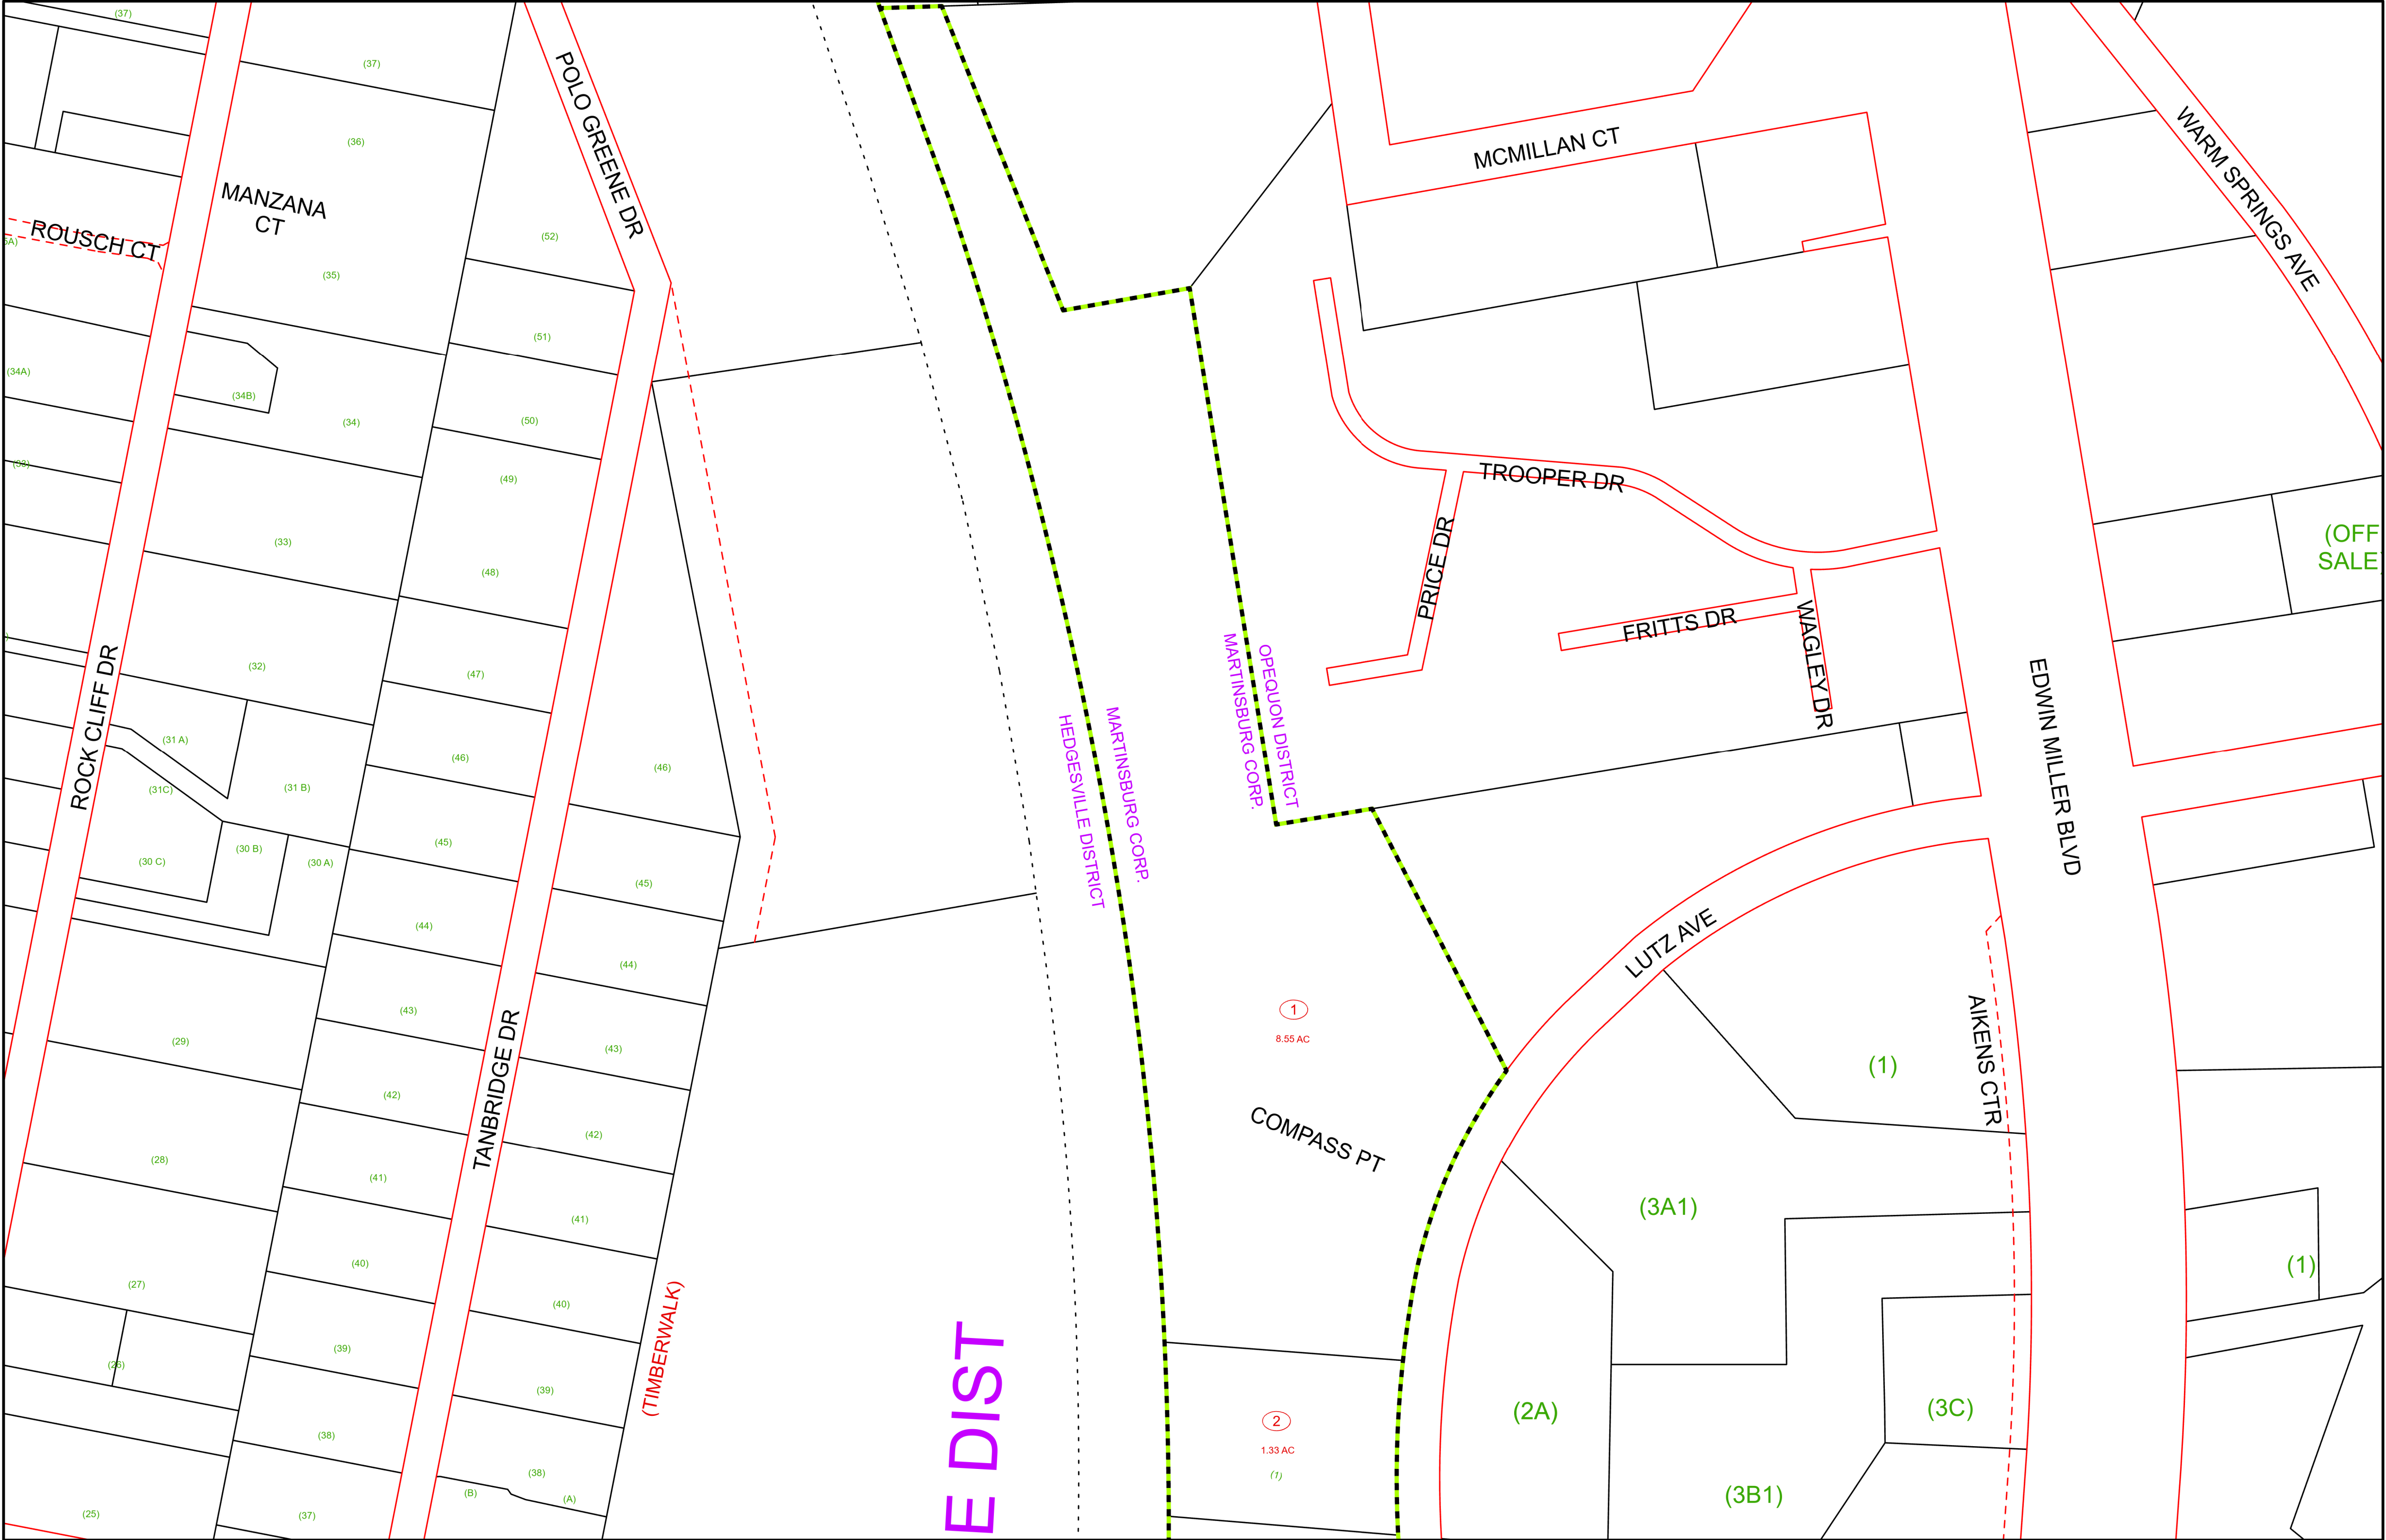 (37)
(37)
(36)
MANZANA
CT
ROUSCH CT
(35)
(34A)
(34B)
(34)
(33)
(33)
(32)
ROCK CLIFF DR
(31 A)
(31 B)
(31C)
(30 C)
(30 B)
(30 A)
(29)
(28)
(27)
(26)
(25)
POLO GREENE DR
(52)
(51)
(50)
(49)
(48)
(47)
(46)
(45)
(44)
(43)
(42)
(41)
(40)
(39)
(38)
(37)
TANBRIDGE DR
(46)
(45)
(44)
(43)
(42)
(41)
(40)
(39)
(38)
(B)
(A)
(TIMBERWALK)
E DIST
HEDGESVILLE DISTRICT
MARTINSBURG CORP.
MARTINSBURG CORP.
OPEQUON DISTRICT
1
8.55 AC
COMPASS PT
2
1.33 AC
(1)
MCMILLAN CT
TROOPER DR
PRICE DR
FRITTS DR
WAGLEY DR
LUTZ AVE
AIKENS CTR
EDWIN MILLER BLVD
WARM SPRINGS AVE
(OFF
SALE
(1)
(3A1)
(2A)
(3C)
(3B1)
(1)